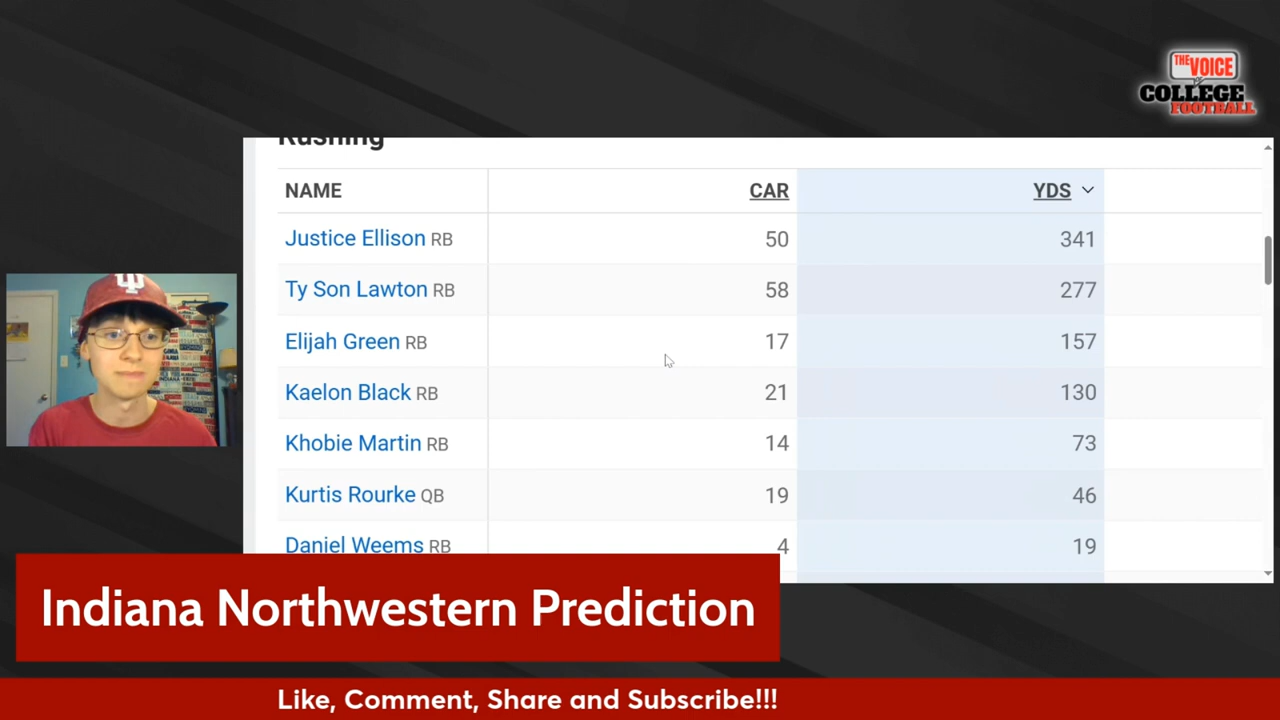 THE VOICE
OF
COLLEGE
FOOTBALL
Rushing
NAME CAR YDS
Justice Ellison RB 50 341
Ty Son Lawton RB 58 277
Elijah Green RB 17 157
Kaelon Black RB 21 130
Khobie Martin RB 14 73
Kurtis Rourke QB 19 46
Daniel Weems RB 4 19
Indiana Northwestern Prediction
Like, Comment, Share and Subscribe!!!